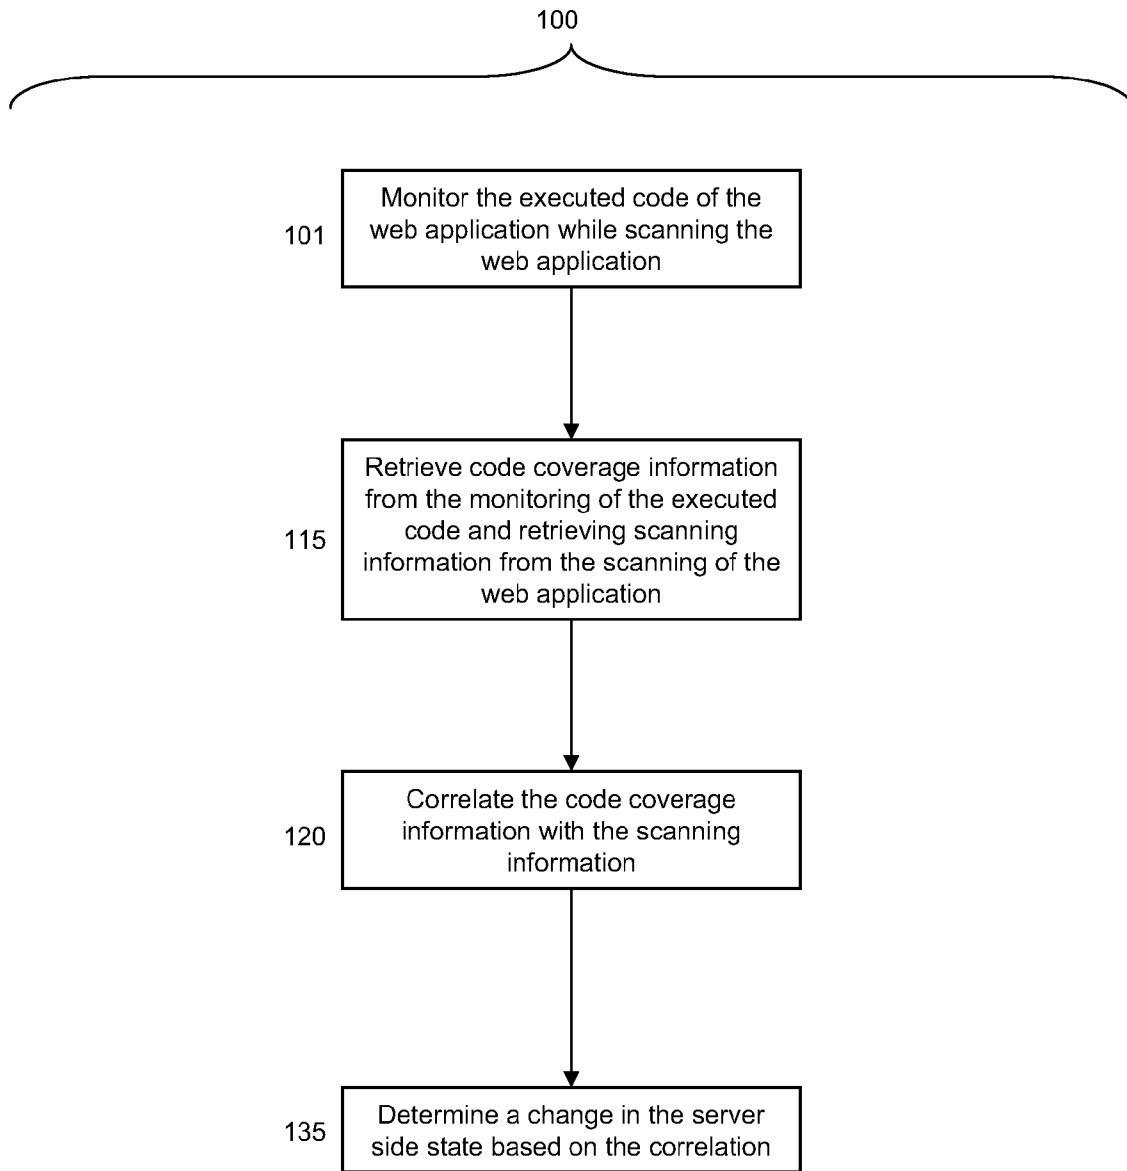 100
101
Monitor the executed code of the
web application while scanning the
web application
115
Retrieve code coverage information
from the monitoring of the executed
code and retrieving scanning
information from the scanning of the
web application
120
Correlate the code coverage
information with the scanning
information
135
Determine a change in the server
side state based on the correlation